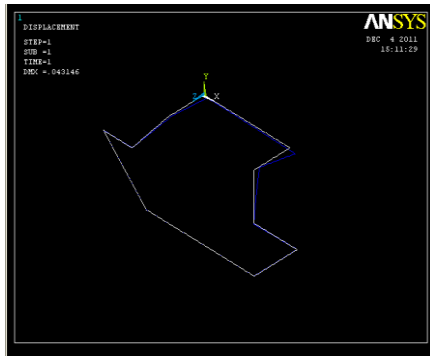 1
DISPLACEMENT
STEP=1
SUB =1
TIME=1
DMX =.043146
ANSYS
DEC 4 2011
15:11:29
Y
Z X